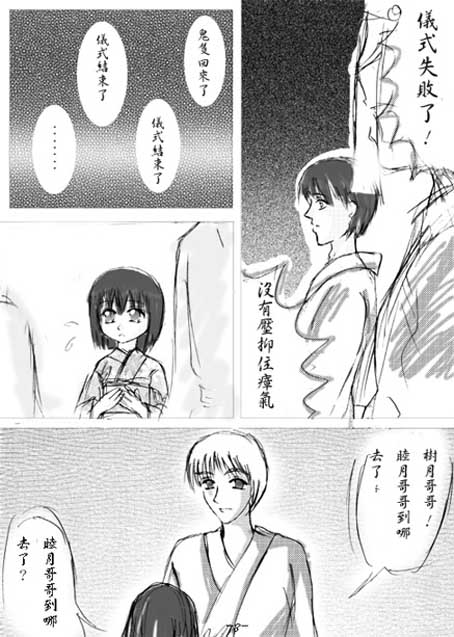 儀式失敗了！
沒有壓抑住瘴氣
鬼隻回來了
儀式結束了
儀式結束了
……
樹月哥哥！
睦月哥哥到哪
去了
睦月哥哥到哪
去了？